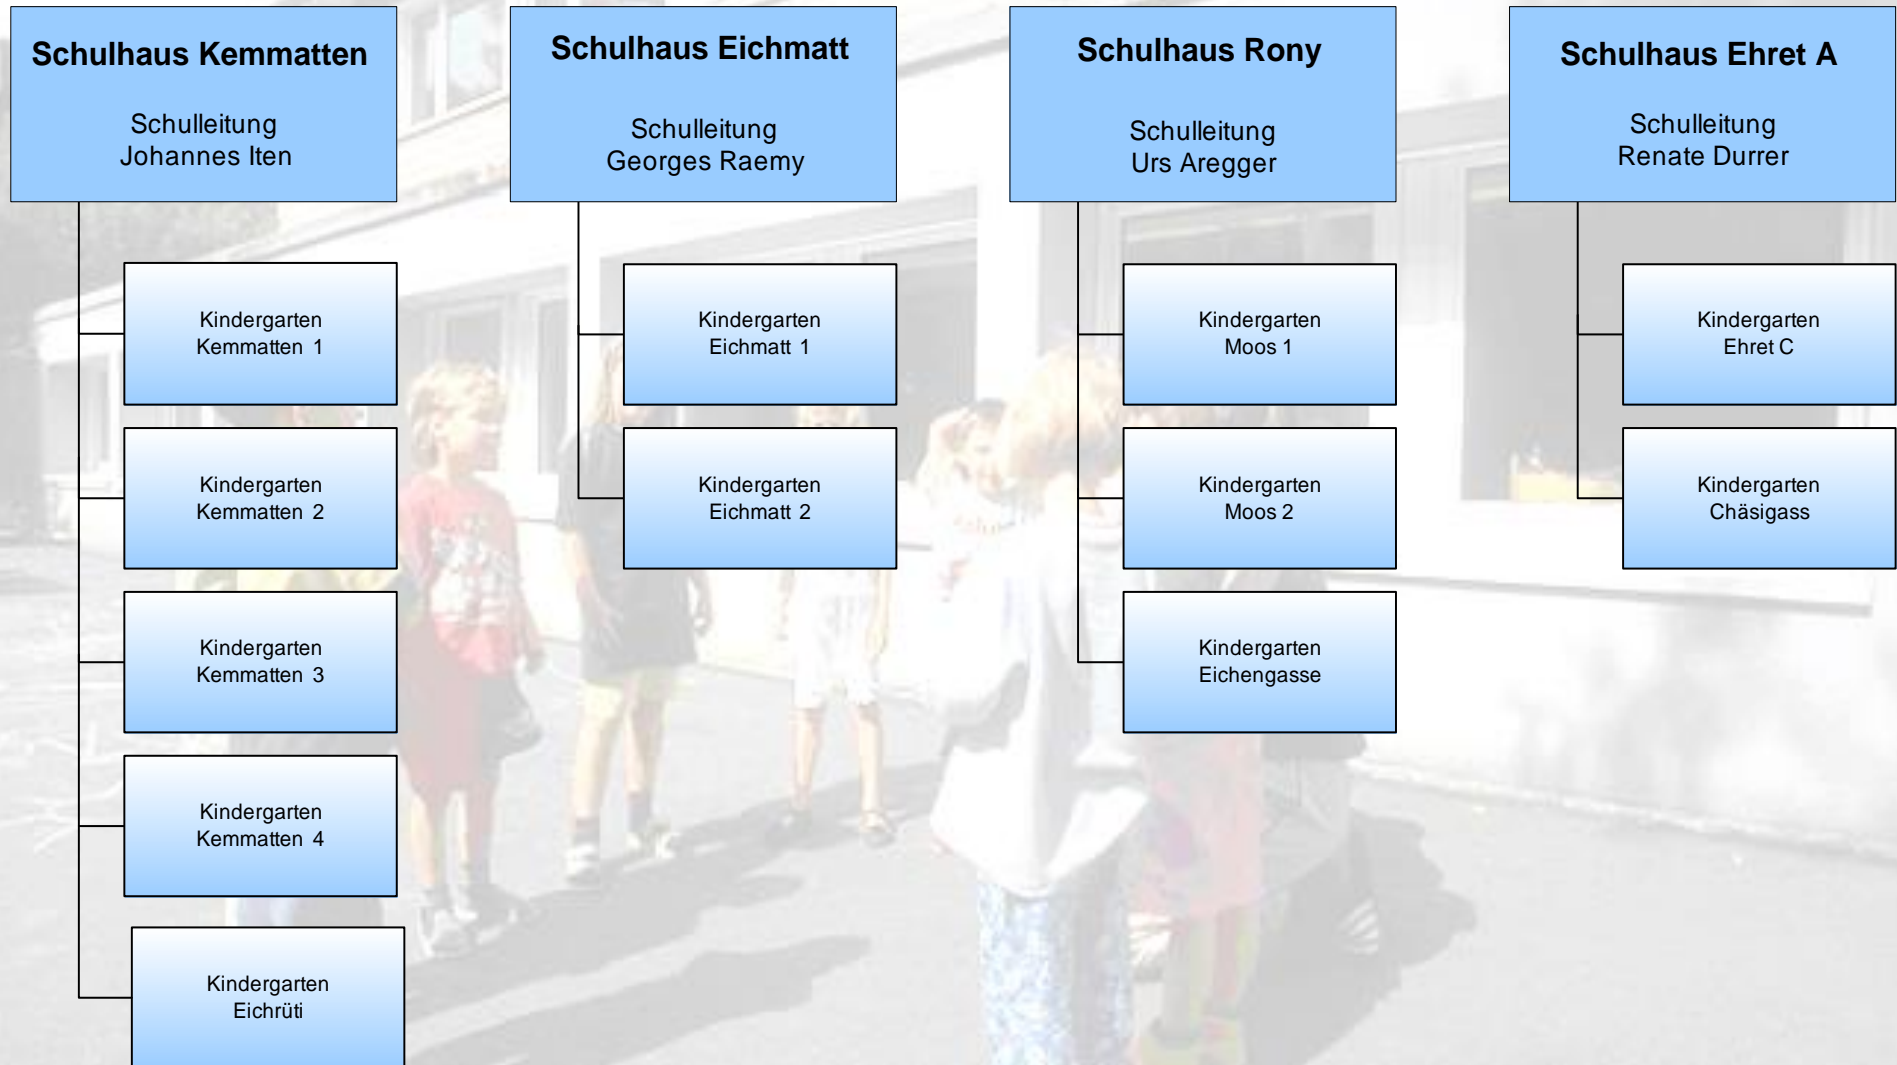 Schulhaus Kemmatten
Schulleitung
Johannes Iten
Kindergarten
Kemmatten 1
Kindergarten
Kemmatten 2
Kindergarten
Kemmatten 3
Kindergarten
Kemmatten 4
Kindergarten
Eichrüti
Schulhaus Eichmatt
Schulleitung
Georges Raemy
Kindergarten
Eichmatt 1
Kindergarten
Eichmatt 2
Schulhaus Rony
Schulleitung
Urs Aregger
Kindergarten
Moos 1
Kindergarten
Moos 2
Kindergarten
Eichengasse
Schulhaus Ehret A
Schulleitung
Renate Durrer
Kindergarten
Ehret C
Kindergarten
Chäsigass